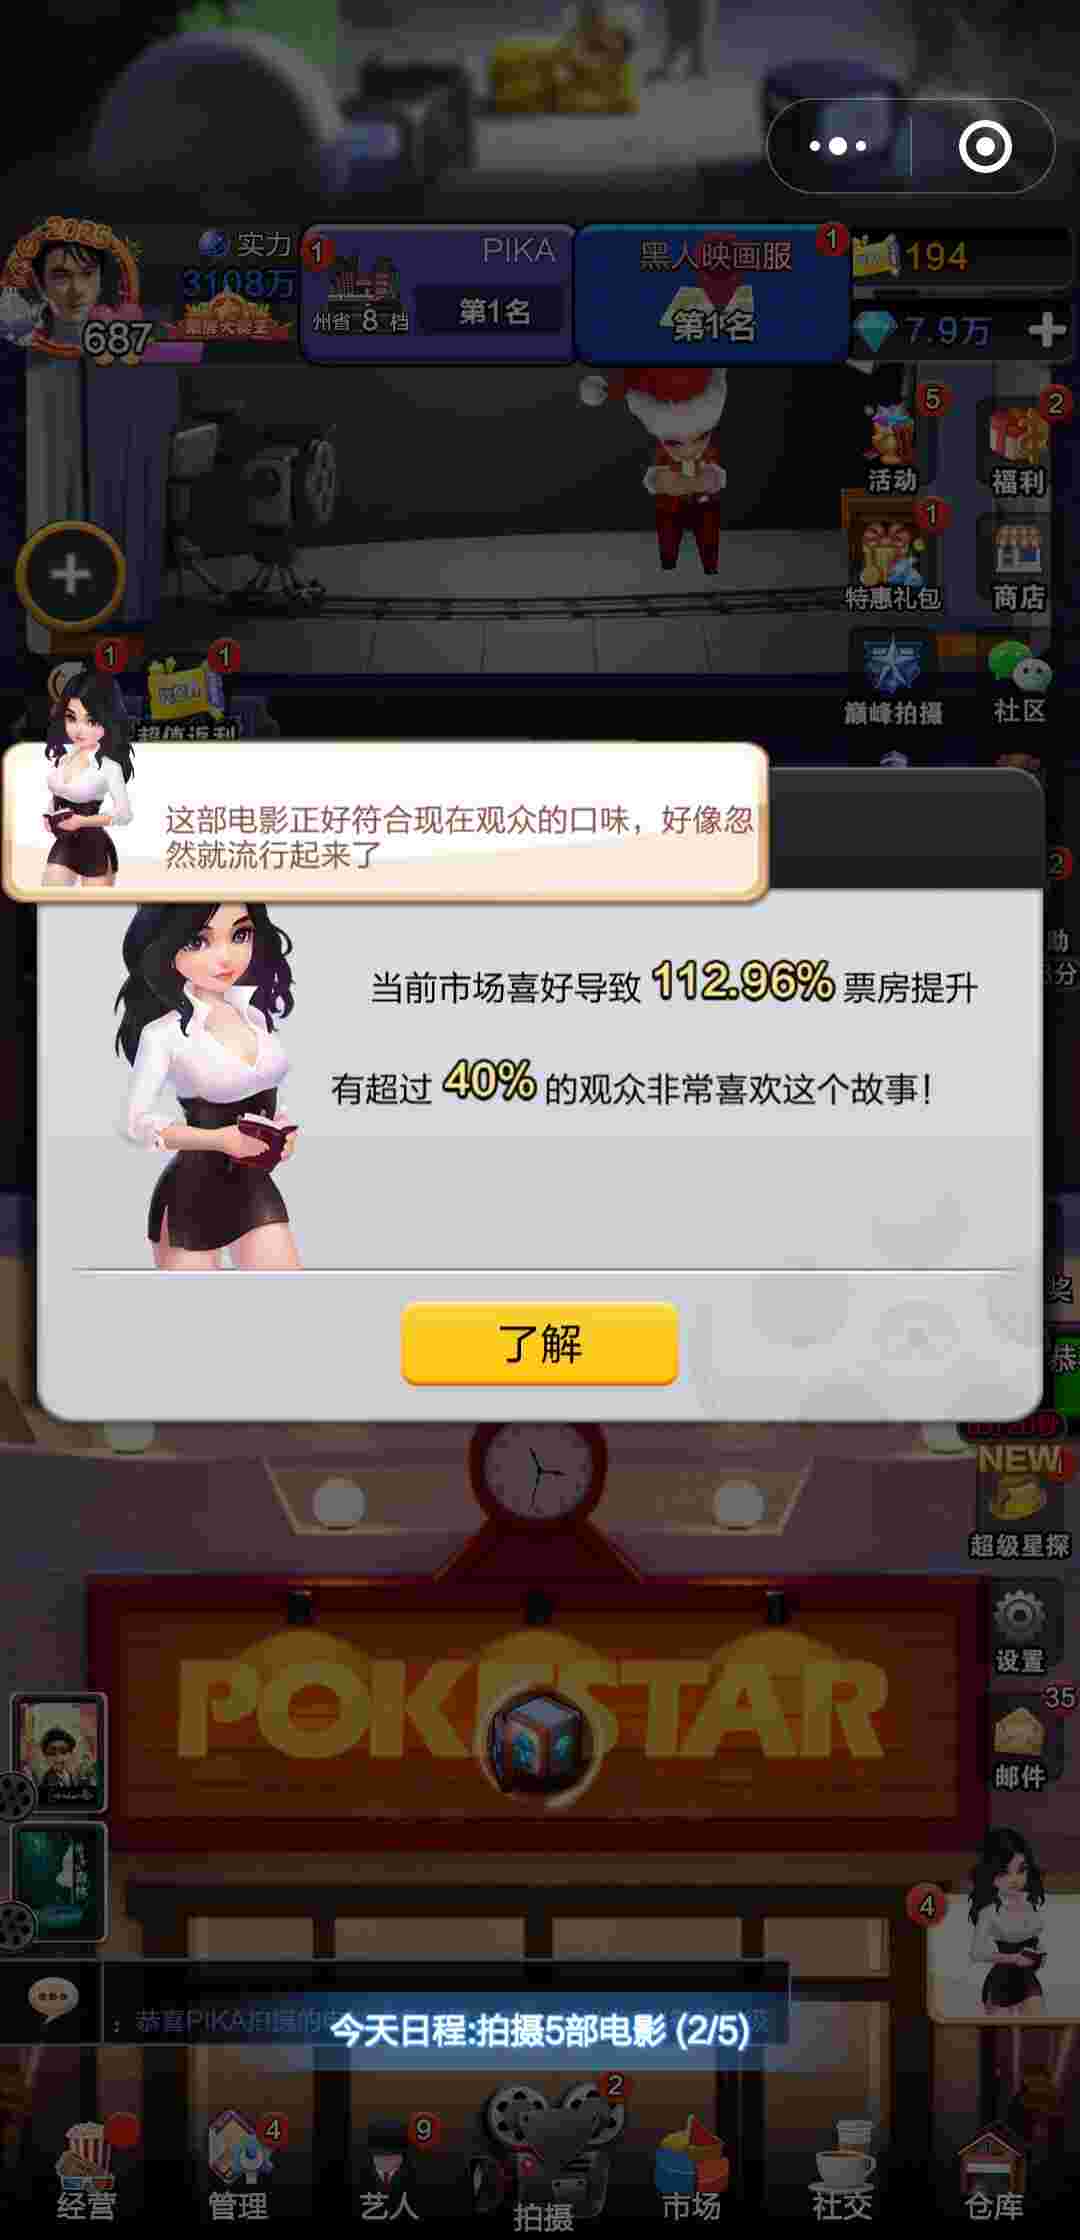 2025
687
实力
3108万
1
PIKA
州省 8 档
第1名
黑人映画服
1
第1名
194
7.9万
5
活动
2
福利
1
特惠礼包
商店
巅峰拍摄
社区
1
1
超值返利
这部电影正好符合现在观众的口味，好像忽
然就流行起来了
2
助
分
当前市场喜好导致 112.96% 票房提升
有超过 40% 的观众非常喜欢这个故事！
了解
奖
恭
NEW
超级星探
设置
POKESTAR
35
邮件
4
：恭喜PIKA拍摄的
今天日程:拍摄5部电影 (2/5)
经营
4
管理
9
艺人
2
拍摄
市场
社交
仓库